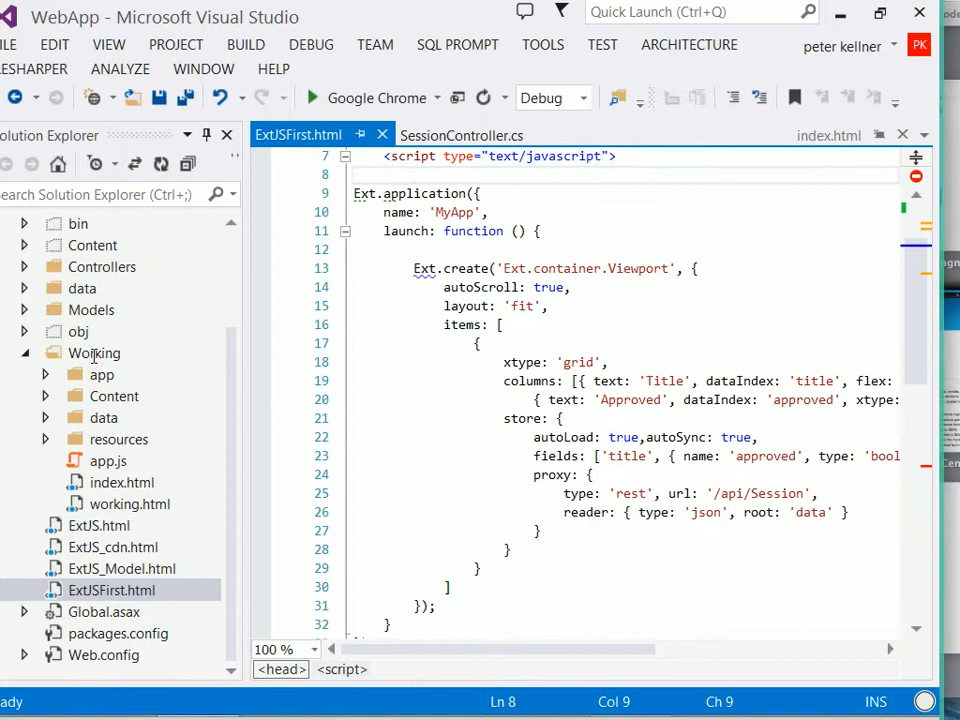 WebApp - Microsoft Visual Studio
Quick Launch (Ctrl+Q)
ILE EDIT VIEW PROJECT BUILD DEBUG TEAM SQL PROMPT TOOLS TEST ARCHITECTURE peter kellner PK
ESHARPER ANALYZE WINDOW HELP
Google Chrome Debug
olution Explorer
earch Solution Explorer (Ctrl+;)
bin
Content
Controllers
data
Models
obj
Working
app
Content
data
resources
app.js
index.html
working.html
ExtJS.html
ExtJS_cdn.html
ExtJS_Model.html
ExtJSFirst.html
Global.asax
packages.config
Web.config
ExtJSFirst.html SessionController.cs index.html
7 <script type="text/javascript">
8
9 Ext.application({
10 name: 'MyApp',
11 launch: function () {
12
13 Ext.create('Ext.container.Viewport', {
14 autoScroll: true,
15 layout: 'fit',
16 items: [
17 {
18 xtype: 'grid',
19 columns: [{ text: 'Title', dataIndex: 'title', flex:
20 { text: 'Approved', dataIndex: 'approved', xtype:
21 store: {
22 autoLoad: true,autoSync: true,
23 fields: ['title', { name: 'approved', type: 'bool
24 proxy: {
25 type: 'rest', url: '/api/Session',
26 reader: { type: 'json', root: 'data' }
27 }
28 }
29 }
30 ]
31 });
32 }
100 %
<head> <script>
ady Ln 8 Col 9 Ch 9 INS